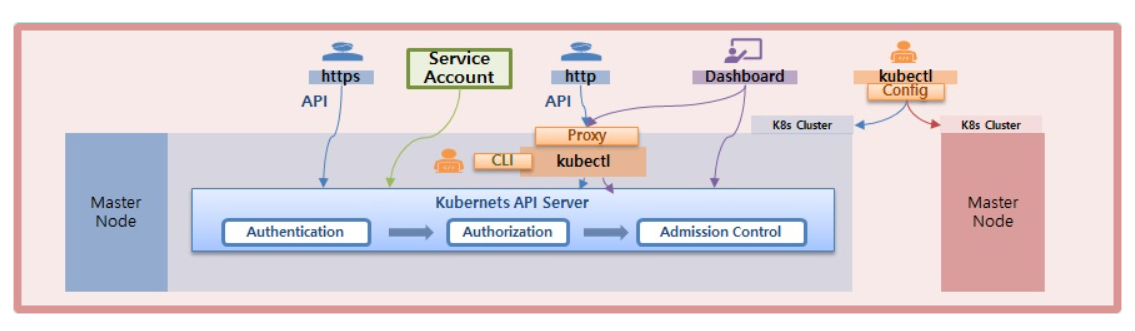 https
API
Service
Account
http
API
Dashboard
kubectl
Config
K8s Cluster
K8s Cluster
Proxy
CLI
kubectl
Master
Node
Kubernets API Server
Authentication
Authorization
Admission Control
Master
Node